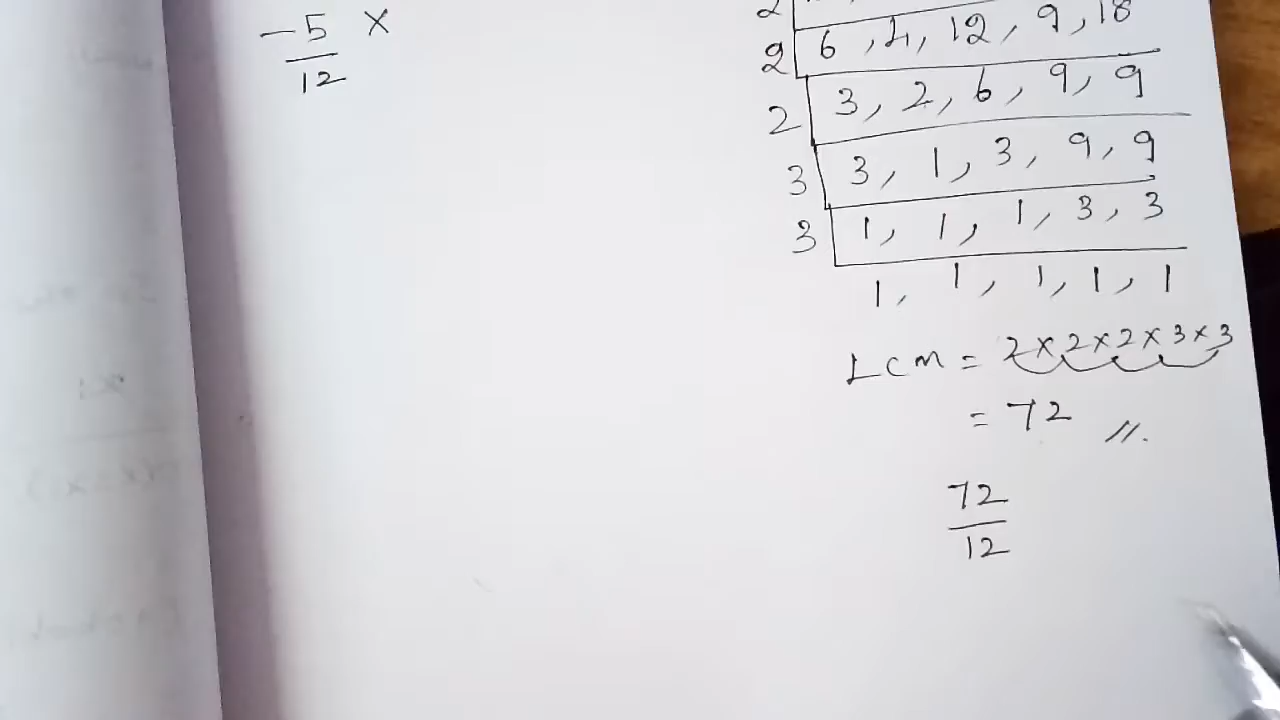 -5/12 ×
2
2 | 6, 4, 12, 9, 18
2 | 3, 2, 6, 9, 9
3 | 3, 1, 3, 9, 9
3 | 1, 1, 1, 3, 3
1, 1, 1, 1, 1
LCM = 2×2×2×3×3
= 72 //.
72/12